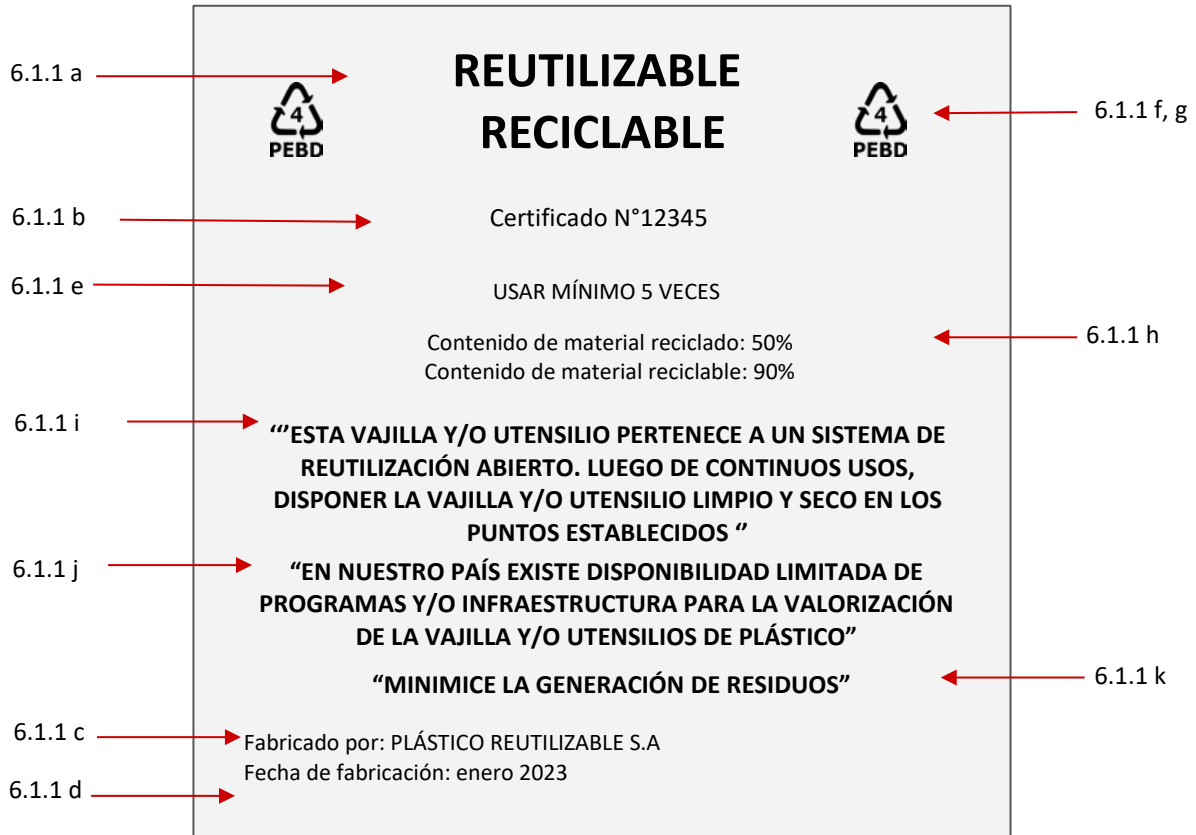 6.1.1 a
REUTILIZABLE
RECICLABLE
4
PEBD
4
PEBD
6.1.1 f, g
6.1.1 b
Certificado N°12345
6.1.1 e
USAR MÍNIMO 5 VECES
Contenido de material reciclado: 50%
6.1.1 h
Contenido de material reciclable: 90%
6.1.1 i
‘’’ESTA VAJILLA Y/O UTENSILIO PERTENECE A UN SISTEMA DE
REUTILIZACIÓN ABIERTO. LUEGO DE CONTINUOS USOS,
DISPONER LA VAJILLA Y/O UTENSILIO LIMPIO Y SECO EN LOS
PUNTOS ESTABLECIDOS ‘’
6.1.1 j
“EN NUESTRO PAÍS EXISTE DISPONIBILIDAD LIMITADA DE
PROGRAMAS Y/O INFRAESTRUCTURA PARA LA VALORIZACIÓN
DE LA VAJILLA Y/O UTENSILIOS DE PLÁSTICO”
“MINIMICE LA GENERACIÓN DE RESIDUOS”
6.1.1 k
6.1.1 c
Fabricado por: PLÁSTICO REUTILIZABLE S.A
Fecha de fabricación: enero 2023
6.1.1 d